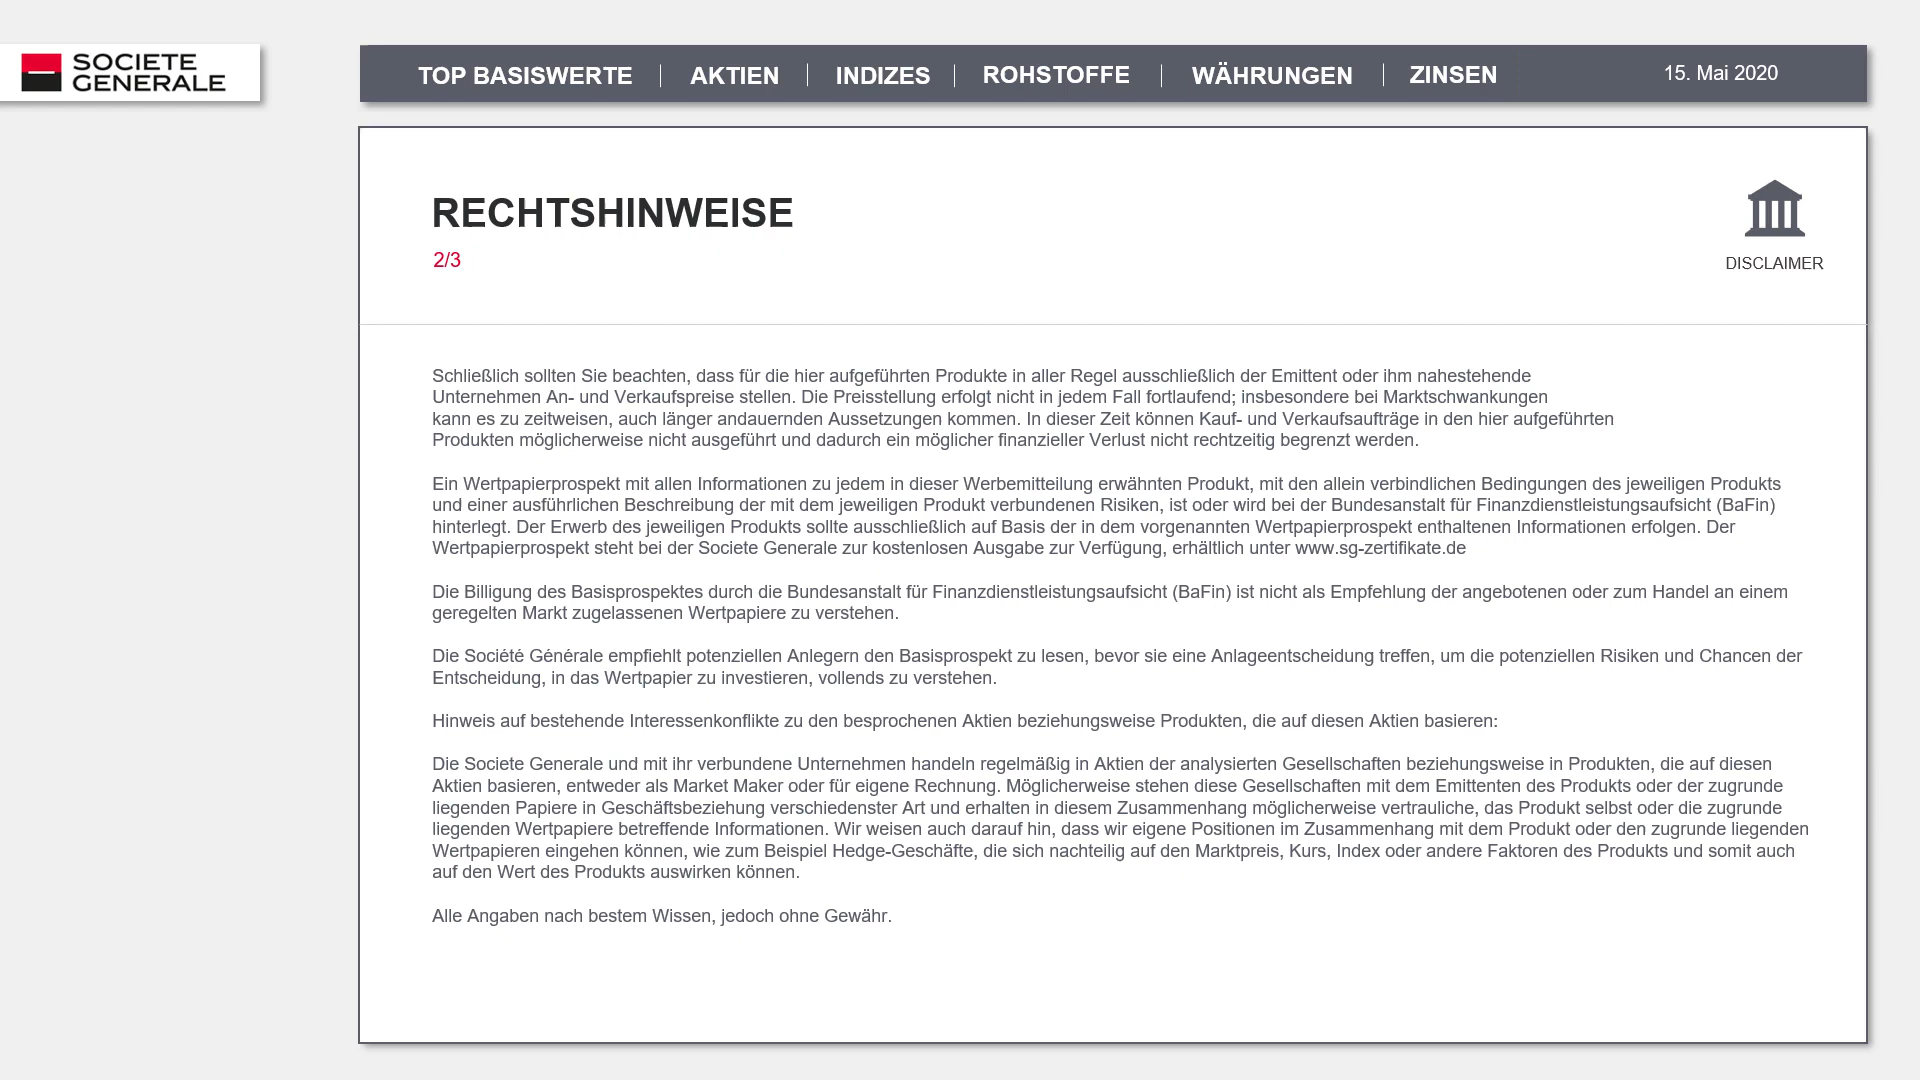 SOCIETE
GENERALE
TOP BASISWERTE
AKTIEN
INDIZES
ROHSTOFFE
WÄHRUNGEN
ZINSEN
15. Mai 2020
RECHTSHINWEISE
2/3
DISCLAIMER
Schließlich sollten Sie beachten, dass für die hier aufgeführten Produkte in aller Regel ausschließlich der Emittent oder ihm nahestehende
Unternehmen An- und Verkaufspreise stellen. Die Preisstellung erfolgt nicht in jedem Fall fortlaufend; insbesondere bei Marktschwankungen
kann es zu zeitweisen, auch länger andauernden Aussetzungen kommen. In dieser Zeit können Kauf- und Verkaufsaufträge in den hier aufgeführten
Produkten möglicherweise nicht ausgeführt und dadurch ein möglicher finanzieller Verlust nicht rechtzeitig begrenzt werden.
Ein Wertpapierprospekt mit allen Informationen zu jedem in dieser Werbemitteilung erwähnten Produkt, mit den allein verbindlichen Bedingungen des jeweiligen Produkts
und einer ausführlichen Beschreibung der mit dem jeweiligen Produkt verbundenen Risiken, ist oder wird bei der Bundesanstalt für Finanzdienstleistungsaufsicht (BaFin)
hinterlegt. Der Erwerb des jeweiligen Produkts sollte ausschließlich auf Basis der in dem vorgenannten Wertpapierprospekt enthaltenen Informationen erfolgen. Der
Wertpapierprospekt steht bei der Societe Generale zur kostenlosen Ausgabe zur Verfügung, erhältlich unter www.sg-zertifikate.de
Die Billigung des Basisprospektes durch die Bundesanstalt für Finanzdienstleistungsaufsicht (BaFin) ist nicht als Empfehlung der angebotenen oder zum Handel an einem
geregelten Markt zugelassenen Wertpapiere zu verstehen.
Die Société Générale empfiehlt potenziellen Anlegern den Basisprospekt zu lesen, bevor sie eine Anlageentscheidung treffen, um die potenziellen Risiken und Chancen der
Entscheidung, in das Wertpapier zu investieren, vollends zu verstehen.
Hinweis auf bestehende Interessenkonflikte zu den besprochenen Aktien beziehungsweise Produkten, die auf diesen Aktien basieren:
Die Societe Generale und mit ihr verbundene Unternehmen handeln regelmäßig in Aktien der analysierten Gesellschaften beziehungsweise in Produkten, die auf diesen
Aktien basieren, entweder als Market Maker oder für eigene Rechnung. Möglicherweise stehen diese Gesellschaften mit dem Emittenten des Produkts oder der zugrunde
liegenden Papiere in Geschäftsbeziehung verschiedenster Art und erhalten in diesem Zusammenhang möglicherweise vertrauliche, das Produkt selbst oder die zugrunde
liegenden Wertpapiere betreffende Informationen. Wir weisen auch darauf hin, dass wir eigene Positionen im Zusammenhang mit dem Produkt oder den zugrunde liegenden
Wertpapieren eingehen können, wie zum Beispiel Hedge-Geschäfte, die sich nachteilig auf den Marktpreis, Kurs, Index oder andere Faktoren des Produkts und somit auch
auf den Wert des Produkts auswirken können.
Alle Angaben nach bestem Wissen, jedoch ohne Gewähr.